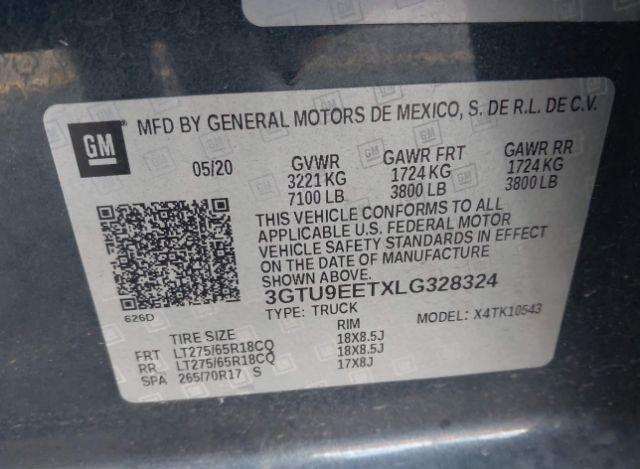 GM
MFD BY GENERAL MOTORS DE MEXICO, S. DE R.L. DE C.V.
05/20 GVWR GAWR FRT GAWR RR
3221 KG 1724 KG 1724 KG
7100 LB 3800 LB 3800 LB
THIS VEHICLE CONFORMS TO ALL
APPLICABLE U.S. FEDERAL MOTOR
VEHICLE SAFETY STANDARDS IN EFFECT
ON THE DATE OF MANUFACTURE
SHOWN ABOVE.
626D
3GTU9EETXLG328324
TYPE: TRUCK MODEL: X4TK10543
TIRE SIZE RIM
FRT LT275/65R18CQ 18X8.5J
RR LT275/65R18CQ 18X8.5J
SPA 265/70R17 S 17X8J